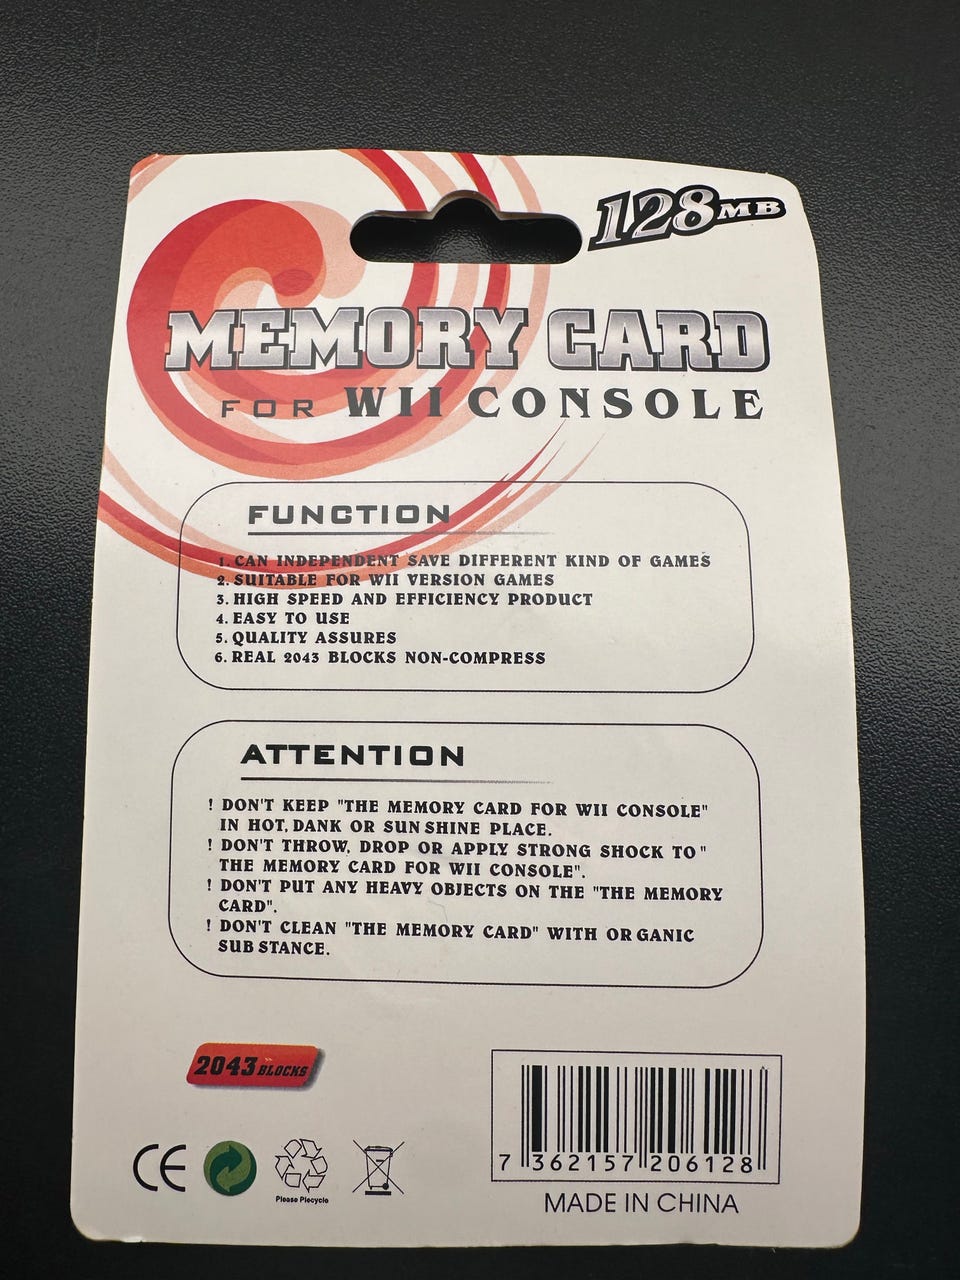 128MB
MEMORY CARD
FOR WII CONSOLE
FUNCTION
1. CAN INDEPENDENT SAVE DIFFERENT KIND OF GAMES
2. SUITABLE FOR WII VERSION GAMES
3. HIGH SPEED AND EFFICIENCY PRODUCT
4. EASY TO USE
5. QUALITY ASSURES
6. REAL 2043 BLOCKS NON-COMPRESS
ATTENTION
! DON'T KEEP "THE MEMORY CARD FOR WII CONSOLE"
IN HOT, DANK OR SUN SHINE PLACE.
! DON'T THROW, DROP OR APPLY STRONG SHOCK TO "
THE MEMORY CARD FOR WII CONSOLE".
! DON'T PUT ANY HEAVY OBJECTS ON THE "THE MEMORY
CARD".
! DON'T CLEAN "THE MEMORY CARD" WITH OR GANIC
SUB STANCE.
2043 BLOCKS
CE
Please Plecycle
7 362157 206128
MADE IN CHINA